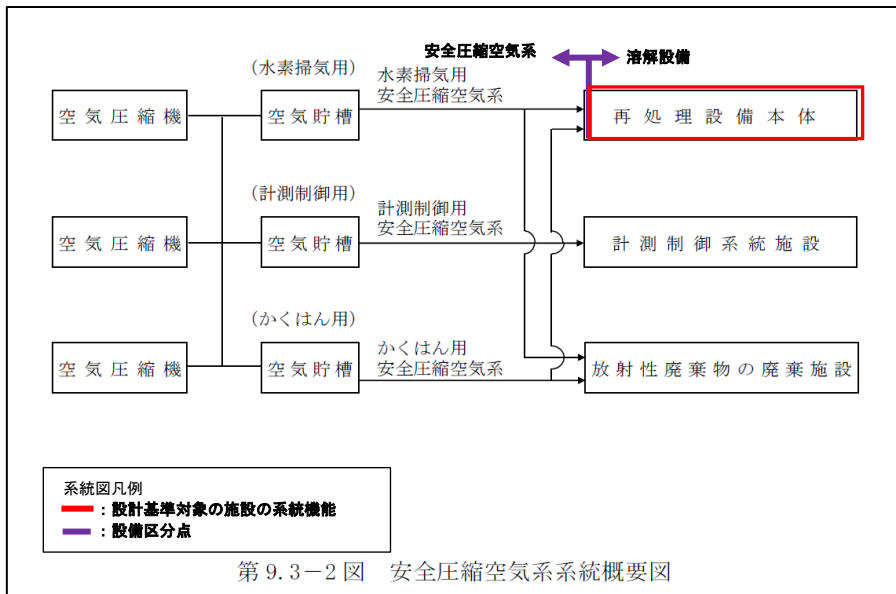 安全圧縮空気系
溶解設備
(水素掃気用)
水素掃気用
安全圧縮空気系
空気圧縮機
空気貯槽
再処理設備本体
(計測制御用)
計測制御用
安全圧縮空気系
空気圧縮機
空気貯槽
計測制御系統施設
(かくはん用)
かくはん用
安全圧縮空気系
空気圧縮機
空気貯槽
放射性廃棄物の廃棄施設
系統図凡例
:設計基準対象の施設の系統機能
:設備区分点
第9.3-2図 安全圧縮空気系系統概要図